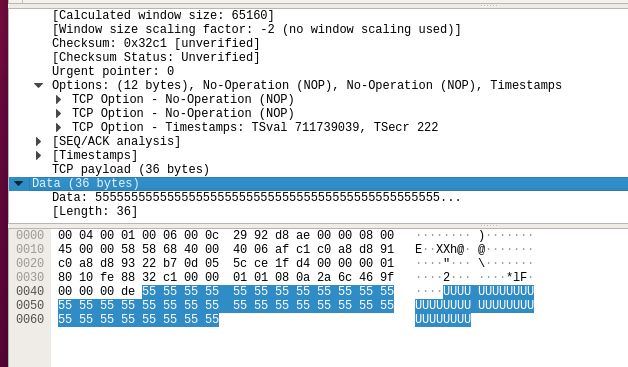 [Calculated window size: 65160]
[Window size scaling factor: -2 (no window scaling used)]
Checksum: 0x32c1 [unverified]
[Checksum Status: Unverified]
Urgent pointer: 0
Options: (12 bytes), No-Operation (NOP), No-Operation (NOP), Timestamps
TCP Option - No-Operation (NOP)
TCP Option - No-Operation (NOP)
TCP Option - Timestamps: TSval 711739039, TSecr 222
[SEQ/ACK analysis]
[Timestamps]
TCP payload (36 bytes)
Data (36 bytes)
Data: 555555555555555555555555555555555555555555555555...
[Length: 36]
0000 00 04 00 01 00 06 00 0c 29 92 d8 ae 00 00 08 00 ········ )·······
0010 45 00 00 58 58 68 40 00 40 06 af c1 c0 a8 d8 91 E··XXh@· @·······
0020 c0 a8 d8 93 22 b7 0d 05 5c ce 1f d4 00 00 00 01 ····"··· \·······
0030 80 10 fe 88 32 c1 00 00 01 01 08 0a 2a 6c 46 9f ····2··· ····*lF·
0040 00 00 00 de 55 55 55 55 55 55 55 55 55 55 55 55 ····UUUU UUUUUUUU
0050 55 55 55 55 55 55 55 55 55 55 55 55 55 55 55 55 UUUUUUUU UUUUUUUU
0060 55 55 55 55 55 55 55 55 UUUUUUUU